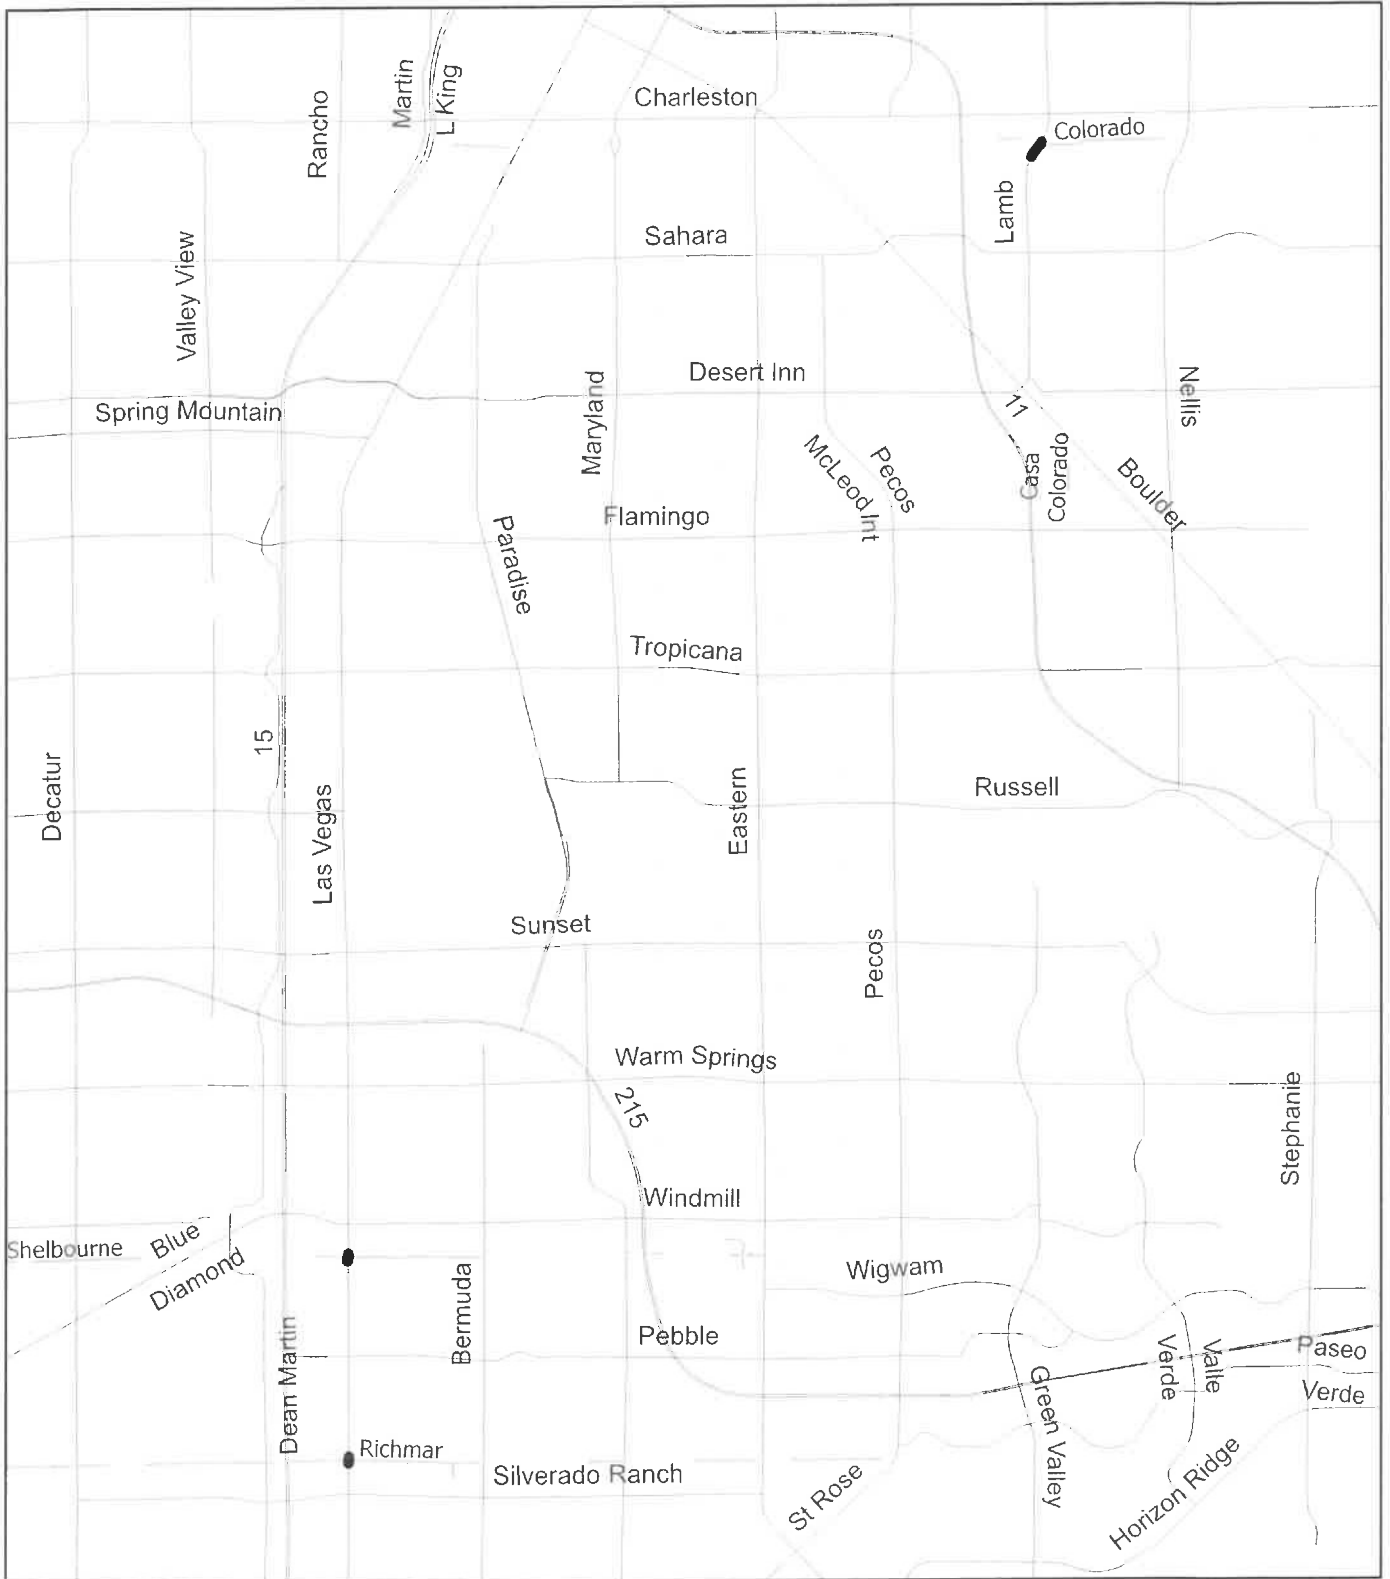 Martin
L King
Rancho
Charleston
Colorado
Lamb
Sahara
Valley View
Desert Inn
Nellis
Maryland
Spring Mountain
11
McLeod Int
Pecos
Casa
Colorado
Boulder
Flamingo
Paradise
Tropicana
15
Decatur
Las Vegas
Eastern
Russell
Sunset
Pecos
Warm Springs
215
Stephanie
Windmill
Shelbourne
Blue
Diamond
Wigwam
Bermuda
Pebble
Dean Martin
Green Valley
Verde
Valle
Paseo
Verde
Richmar
Silverado Ranch
St Rose
Horizon Ridge